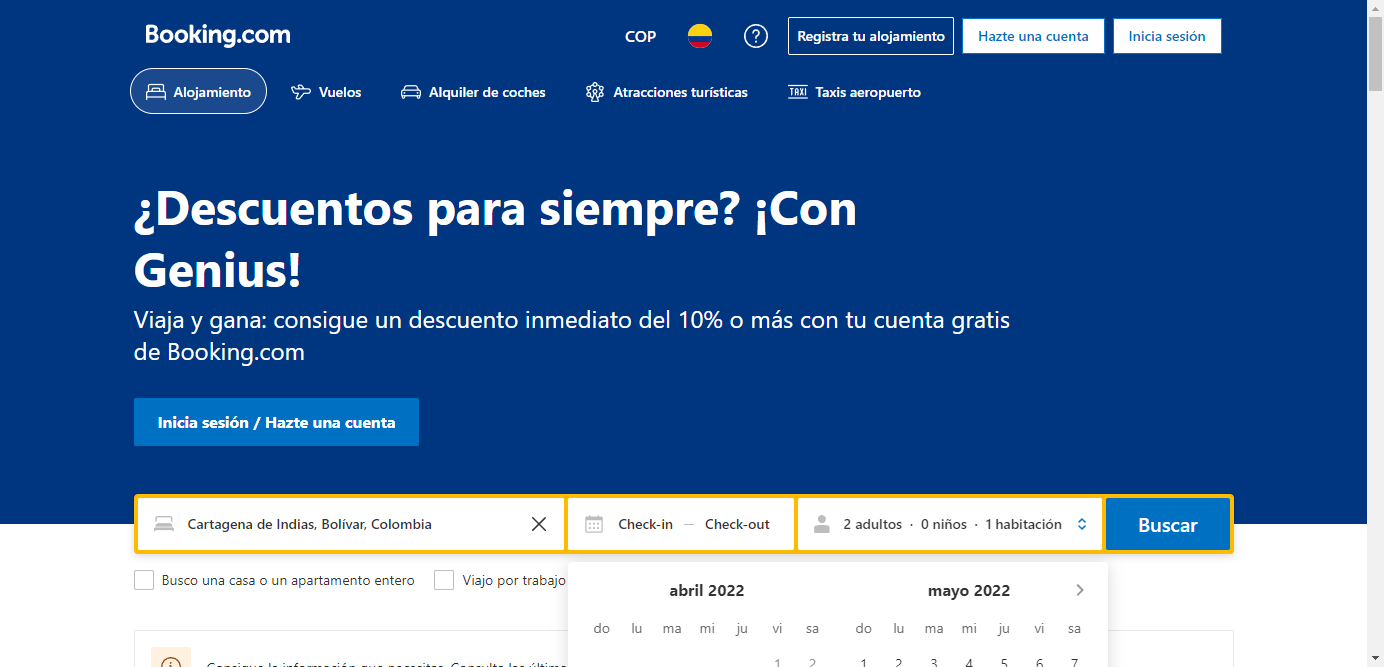 Booking.com
COP
Registra tu alojamiento
Hazte una cuenta
Inicia sesión
Alojamiento
Vuelos
Alquiler de coches
Atracciones turísticas
TAXI Taxis aeropuerto
¿Descuentos para siempre? ¡Con
Genius!
Viaja y gana: consigue un descuento inmediato del 10% o más con tu cuenta gratis
de Booking.com
Inicia sesión / Hazte una cuenta
Cartagena de Indias, Bolívar, Colombia
Check-in — Check-out
2 adultos · 0 niños · 1 habitación
Buscar
Busco una casa o un apartamento entero
Viajo por trabajo
abril 2022
mayo 2022
do lu ma mi ju vi sa
do lu ma mi ju vi sa
1 2
1 2 3 4 5 6 7
Consigue la información que necesitas. Consulta las último